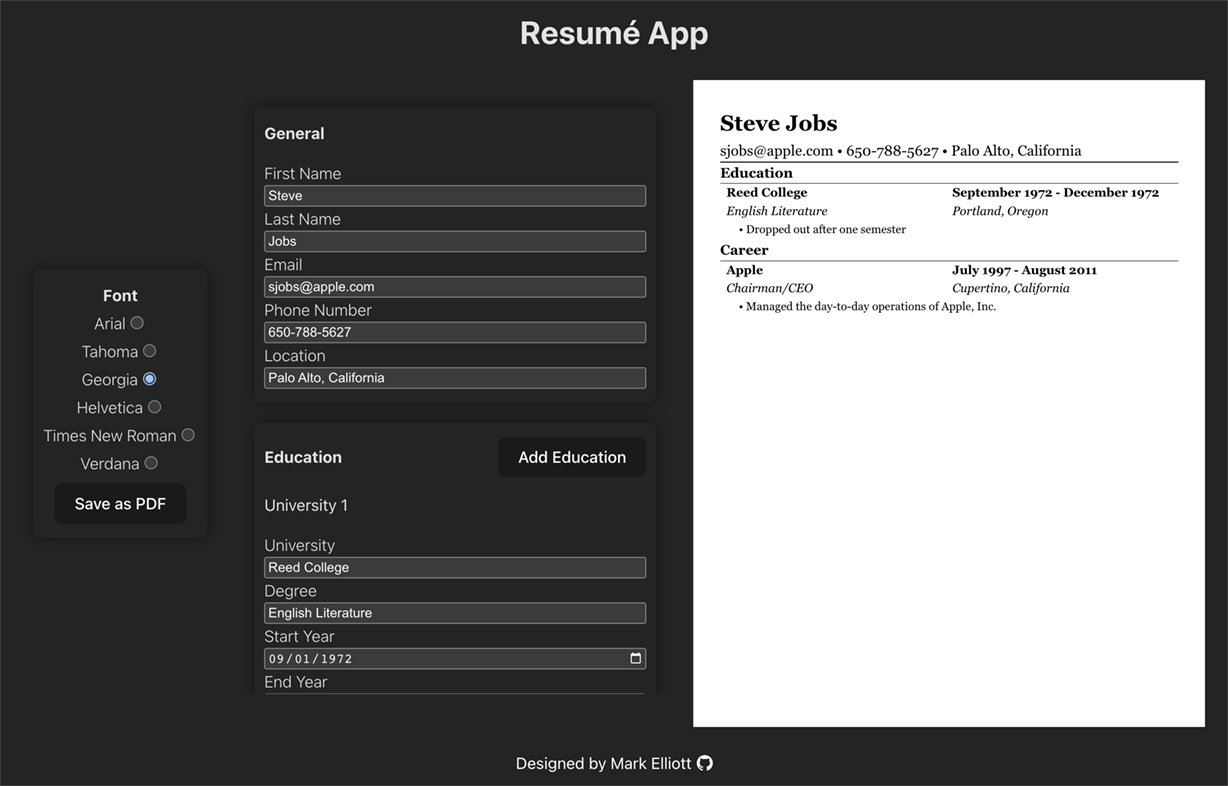 Resumé App
Font
Arial
Tahoma
Georgia
Helvetica
Times New Roman
Verdana
Save as PDF
General
First Name
Steve
Last Name
Jobs
Email
sjobs@apple.com
Phone Number
650-788-5627
Location
Palo Alto, California
Education
Add Education
University 1
University
Reed College
Degree
English Literature
Start Year
09/01/1972
End Year
Steve Jobs
sjobs@apple.com • 650-788-5627 • Palo Alto, California
Education
Reed College September 1972 - December 1972
English Literature Portland, Oregon
• Dropped out after one semester
Career
Apple July 1997 - August 2011
Chairman/CEO Cupertino, California
• Managed the day-to-day operations of Apple, Inc.
Designed by Mark Elliott